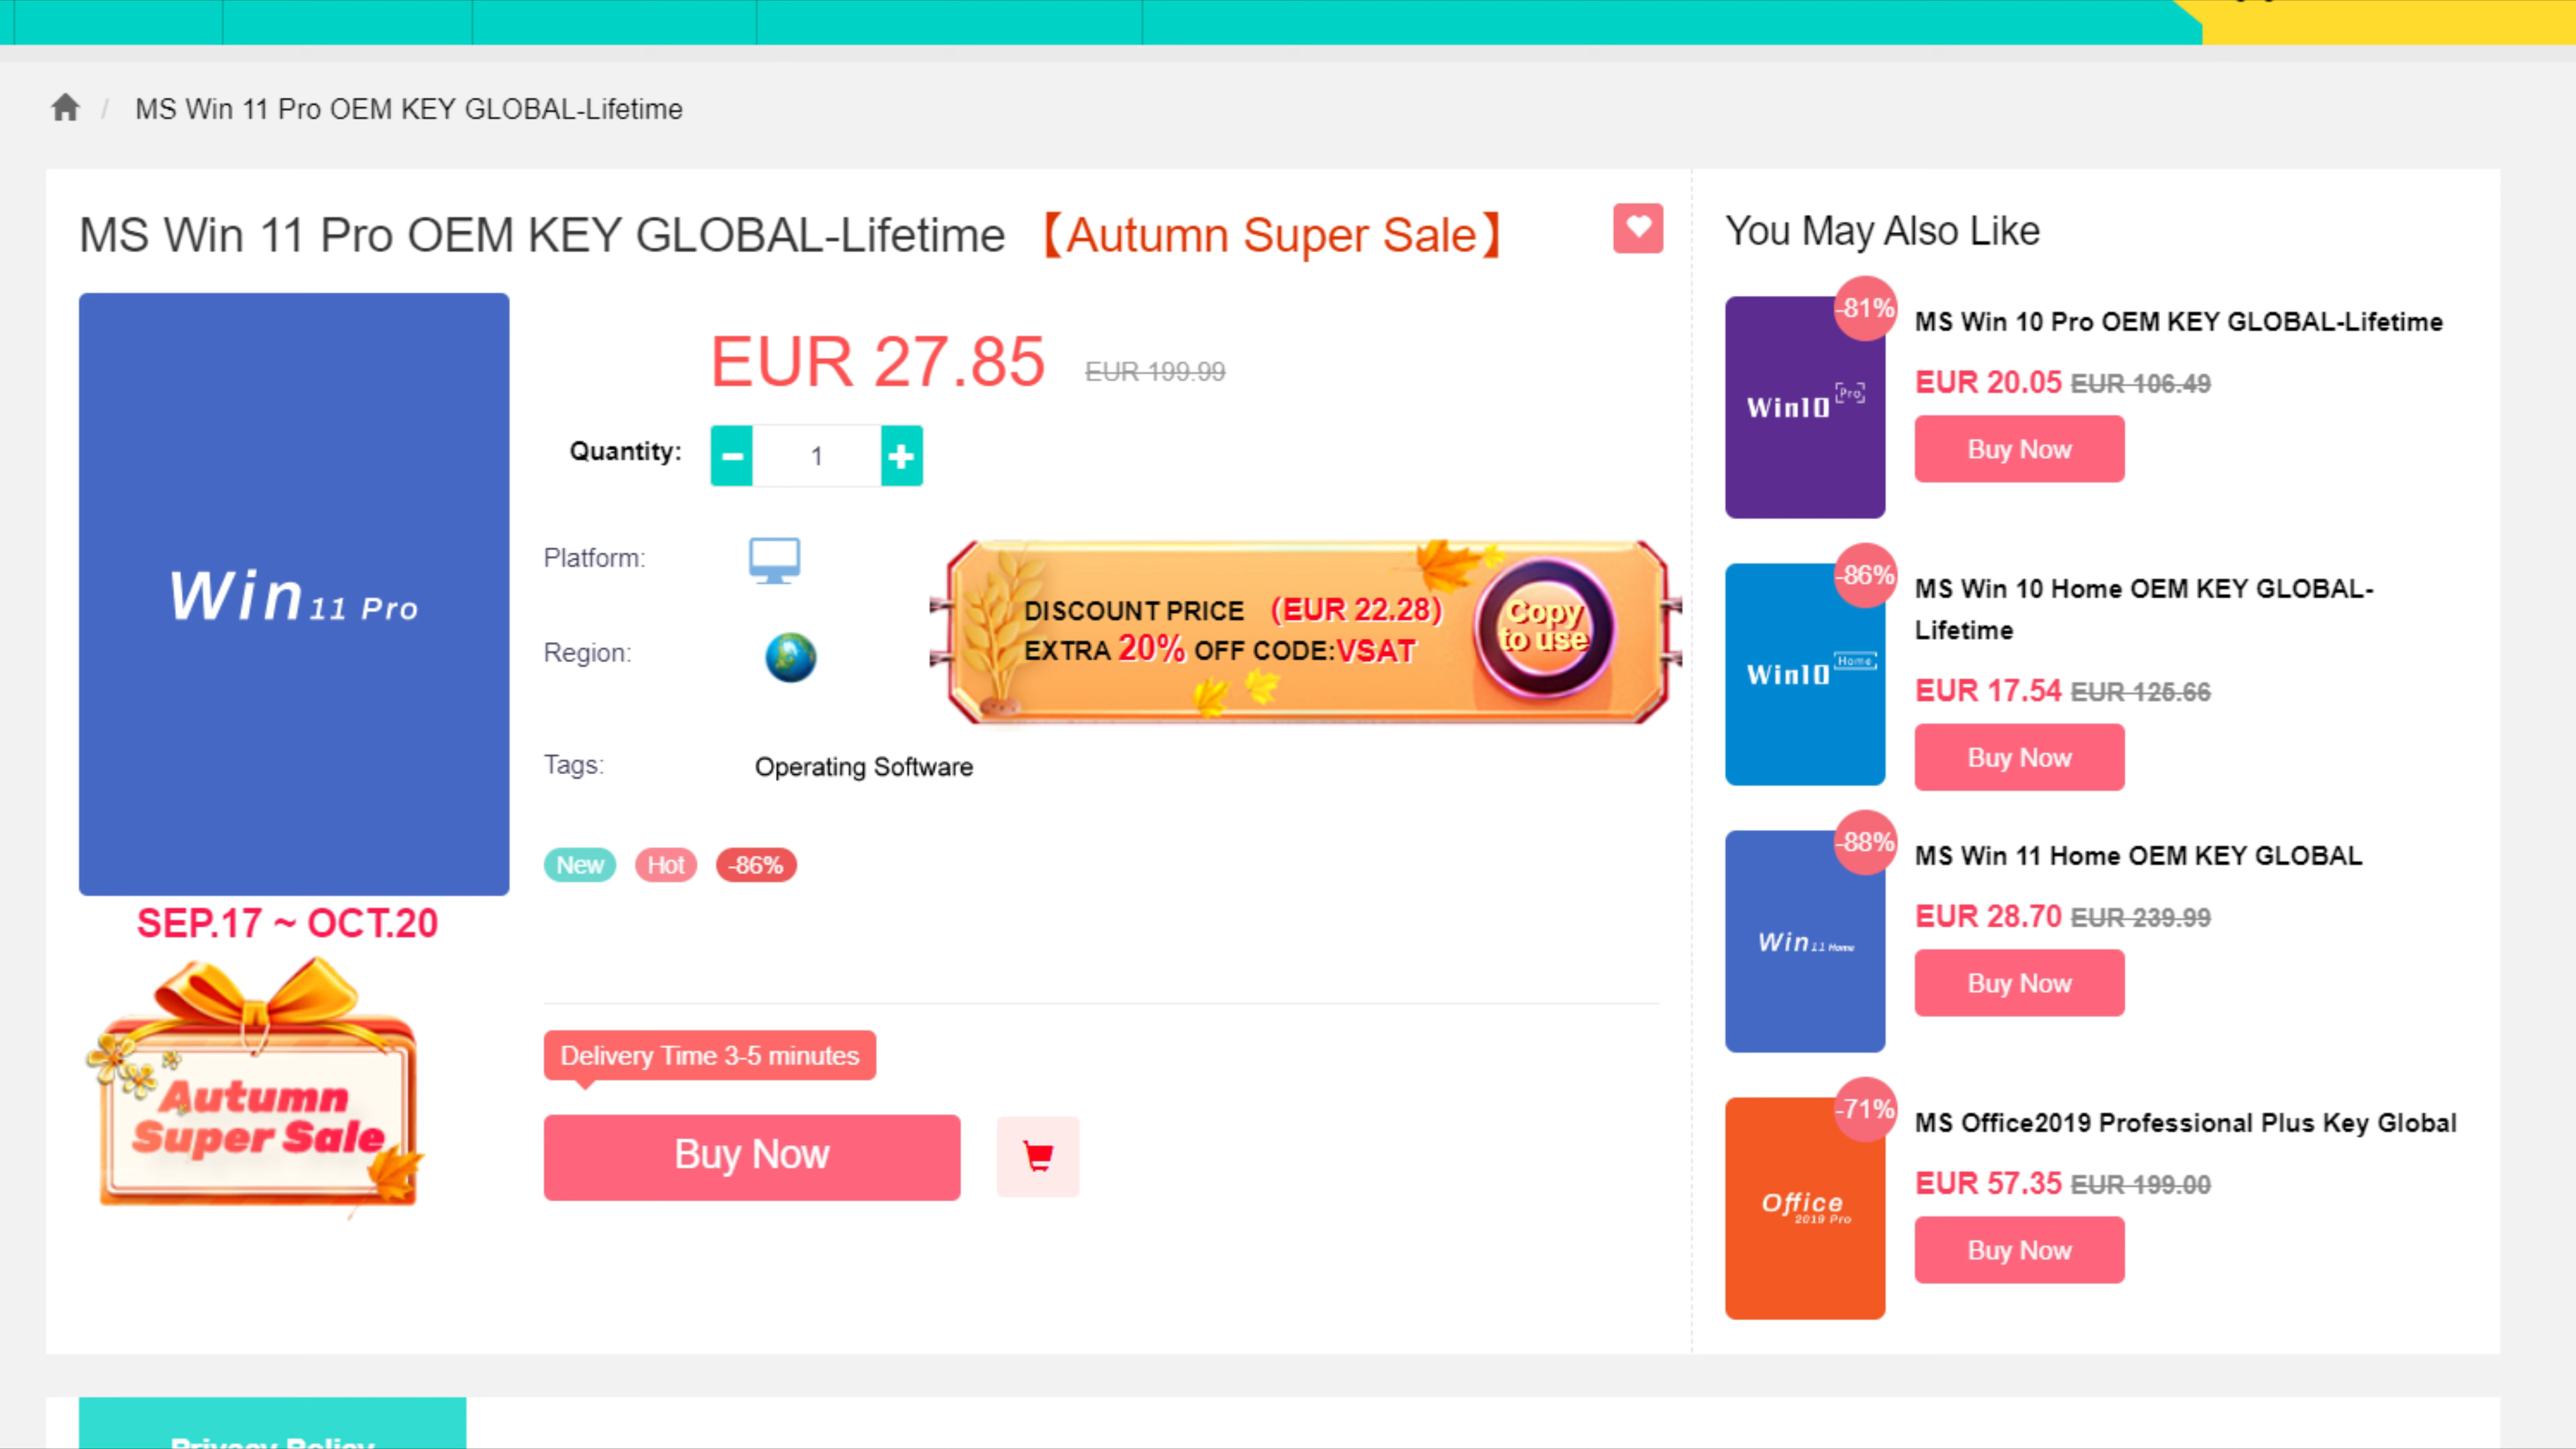 MS Win 11 Pro OEM KEY GLOBAL-Lifetime
MS Win 11 Pro OEM KEY GLOBAL-Lifetime 【Autumn Super Sale】
Win 11 Pro
EUR 27.85 EUR 199.99
Quantity: 1
Platform:
Region:
DISCOUNT PRICE (EUR 22.28)
EXTRA 20% OFF CODE:VSAT
Copy
to use
Tags: Operating Software
New Hot -86%
SEP.17 ~ OCT.20
Autumn
Super Sale
Delivery Time 3-5 minutes
Buy Now
You May Also Like
-81%
Win10 Pro
MS Win 10 Pro OEM KEY GLOBAL-Lifetime
EUR 20.05 EUR 106.49
Buy Now
-86%
Win10 Home
MS Win 10 Home OEM KEY GLOBAL-
Lifetime
EUR 17.54 EUR 125.66
Buy Now
-88%
Win 11 Home
MS Win 11 Home OEM KEY GLOBAL
EUR 28.70 EUR 239.99
Buy Now
-71%
Office
2019 Pro
MS Office2019 Professional Plus Key Global
EUR 57.35 EUR 199.00
Buy Now
Privacy Policy